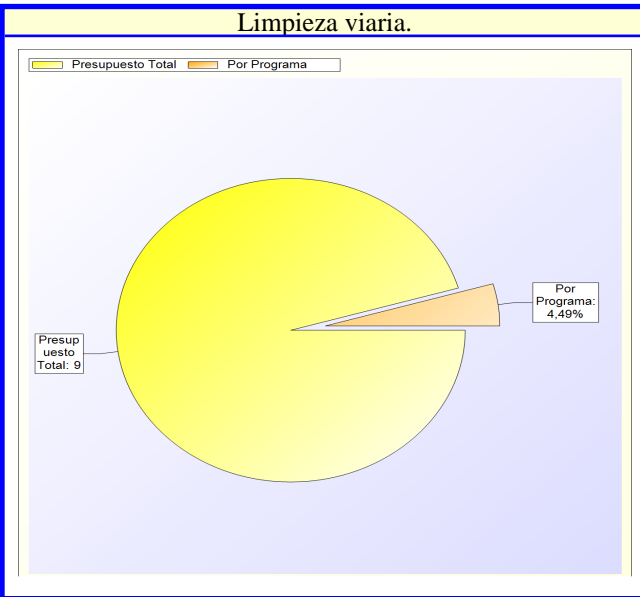 Limpieza viaria.
Presupuesto Total Por Programa
Por
Programa:
4,49%
Presup
uesto
Total: 9